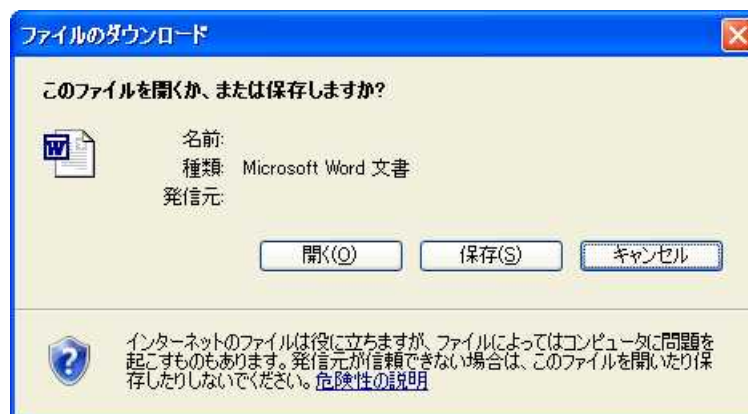 ファイルのダウンロード
このファイルを開くか、または保存しますか?
名前:
種類: Microsoft Word 文書
発信元:
開く(O) 保存(S) キャンセル
インターネットのファイルは役に立ちますが、ファイルによってはコンピュータに問題を
起こすものもあります。発信元が信頼できない場合は、このファイルを開いたり保
存したりしないでください。危険性の説明